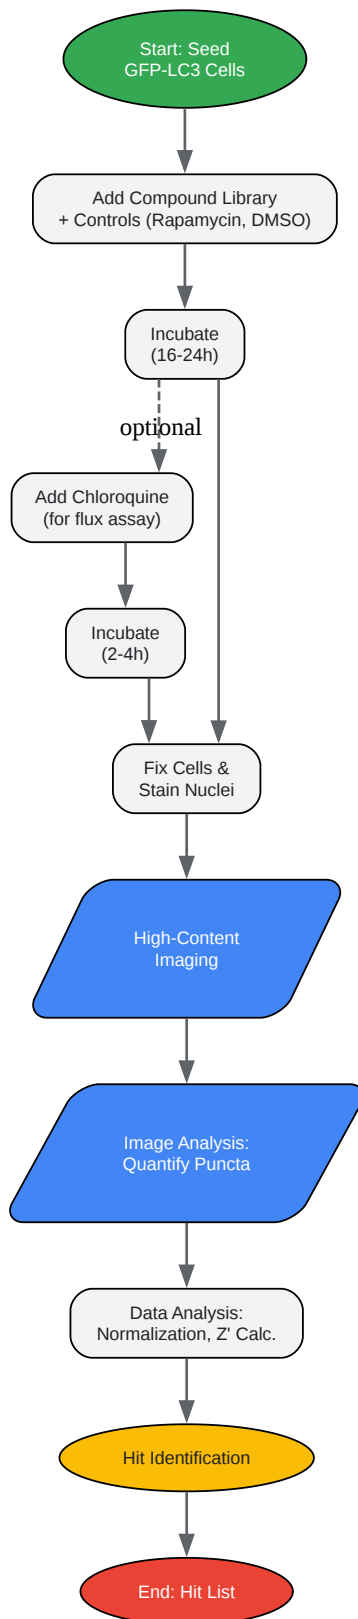 Start: Seed
GFP-LC3 Cells
Add Compound Library
+ Controls (Rapamycin, DMSO)
Incubate
(16-24h)
optional
Add Chloroquine
(for flux assay)
Incubate
(2-4h)
Fix Cells &
Stain Nuclei
High-Content
Imaging
Image Analysis:
Quantify Puncta
Data Analysis:
Normalization, Z' Calc.
Hit Identification
End: Hit List